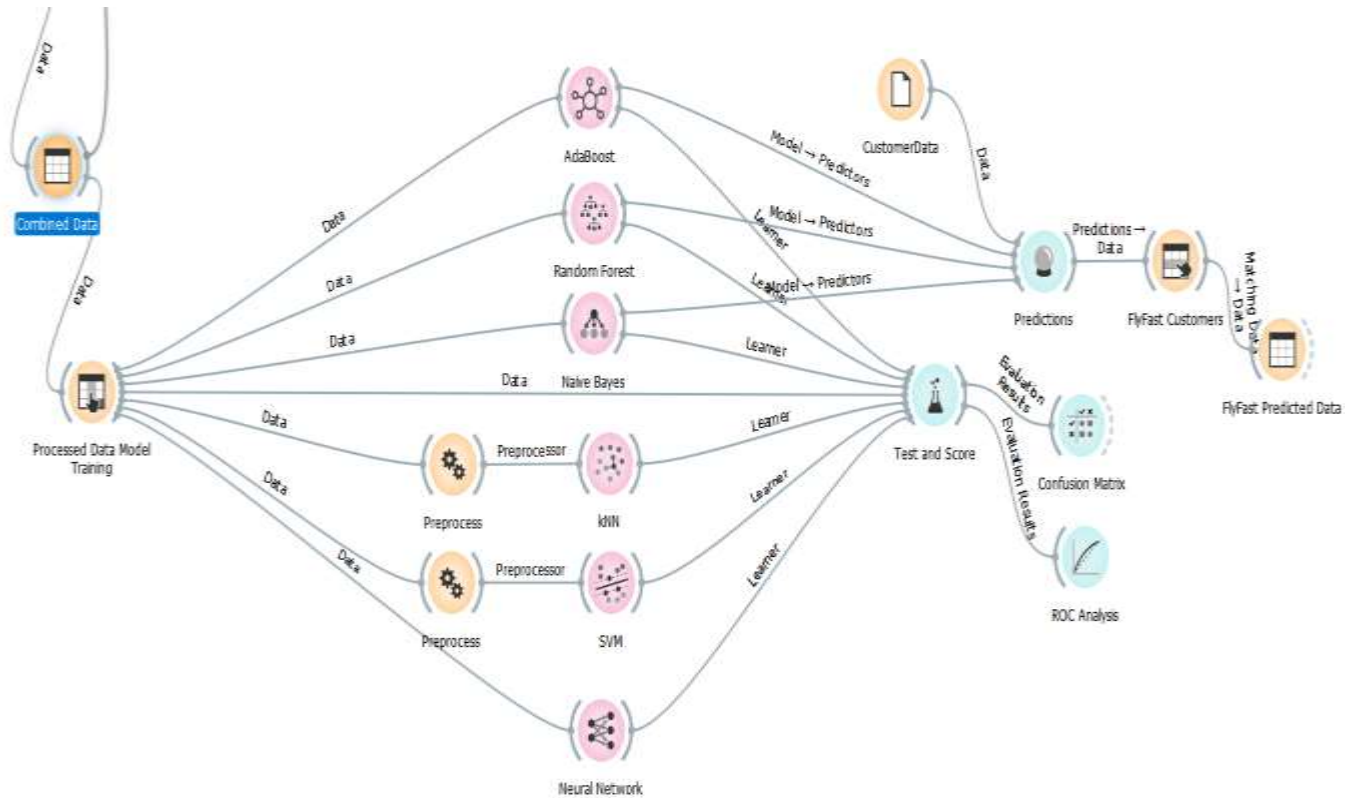 Data
Combined Data
Data
Processed Data Model
Training
Data
Data
Data
Data
Data
Data
Data
AdaBoost
Random Forest
Naive Bayes
Preprocess
Preprocessor
kNN
Preprocess
Preprocessor
SVM
Neural Network
Model → Predictors
Model → Predictors
Model → Predictors
Learner
Learner
Learner
Learner
Learner
Learner
CustomerData
Data
Predictions
Predictions →
Data
FlyFast Customers
Matching Data
→ Data
FlyFast Predicted Data
Test and Score
Evaluation
Results
Evaluation Results
Confusion Matrix
ROC Analysis